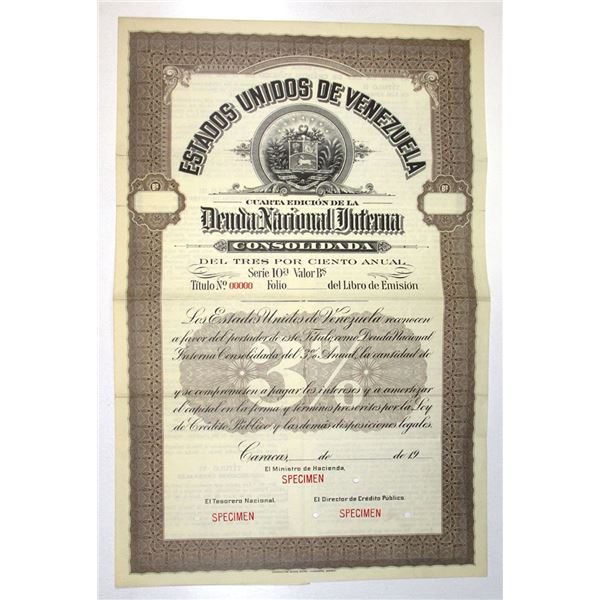 ESTADOS UNIDOS DE VENEZUELA
CUARTA EDICIÓN DE LA
Deuda Nacional Interna
CONSOLIDADA
DEL TRES POR CIENTO ANUAL
Serie 10ª Valor Bs
Título No 00000 Folio del Libro de Emisión
Bs Bs
3%
Los Estados Unidos de Venezuela reconocen
a favor del portador de este Título, como Deuda Nacional
Interna Consolidada del 3% Anual, la cantidad de
y se comprometen a pagar los intereses y a amortizar
el capital en la forma y términos prescritos por la Ley
de Crédito Público y las demás disposiciones legales.
Caracas, de de 19
El Ministro de Hacienda,
SPECIMEN
El Tesorero Nacional, El Director de Crédito Público,
SPECIMEN SPECIMEN